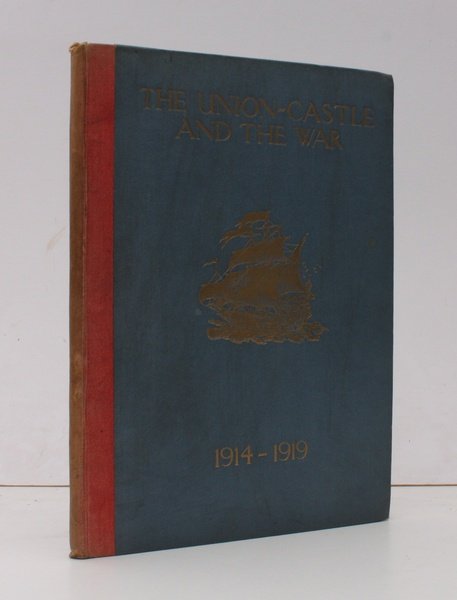 THE UNION-CASTLE
AND THE WAR
1914-1919